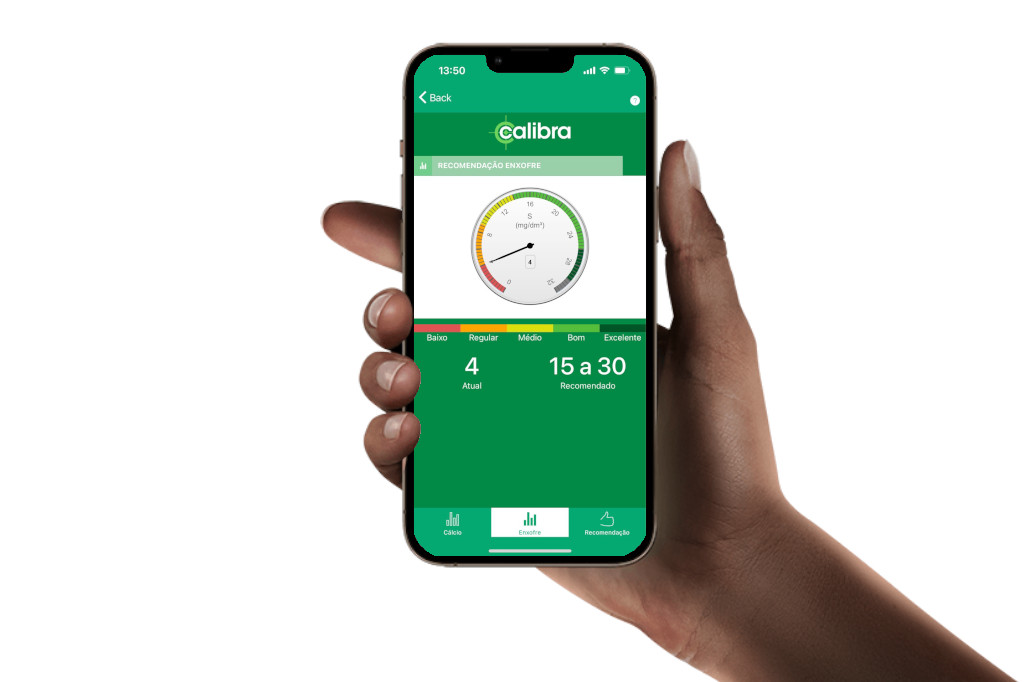 13:50
Back
?
calibra
RECOMENDAÇÃO ENXOFRE
16
12
20
S
(mg/dm³)
8
24
4
28
0
32
Baixo Regular Médio Bom Excelente
4 15 a 30
Atual Recomendado
Cálcio Enxofre Recomendação